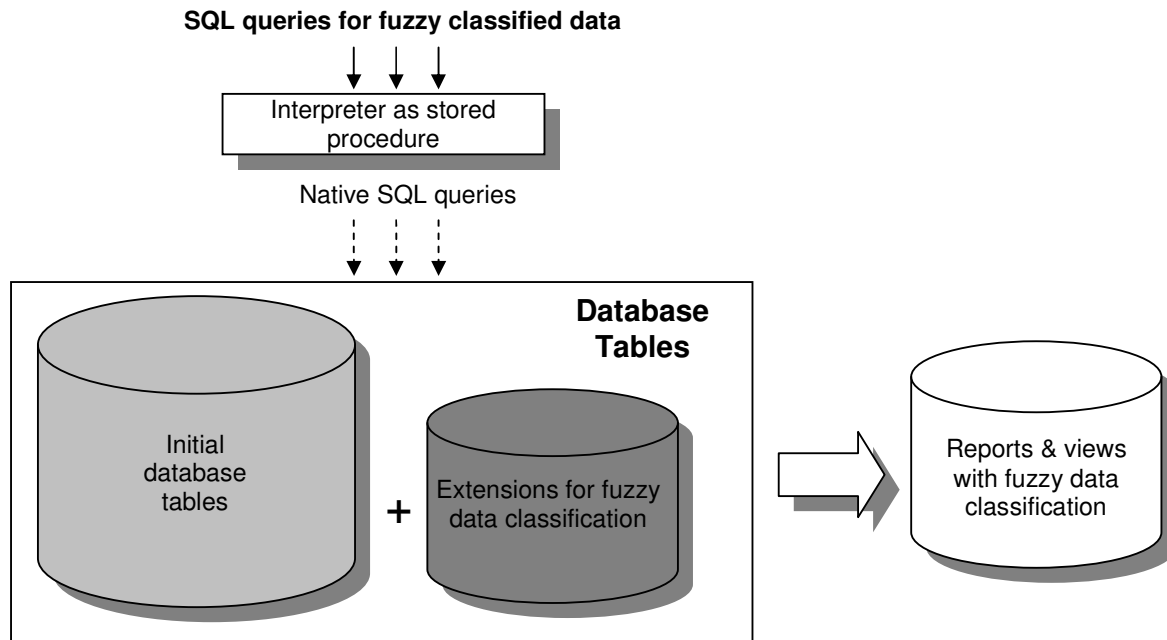 SQL queries for fuzzy classified data
Interpreter as stored
procedure
Native SQL queries
Database
Tables
Initial
database
tables
+
Extensions for fuzzy
data classification
Reports & views
with fuzzy data
classification